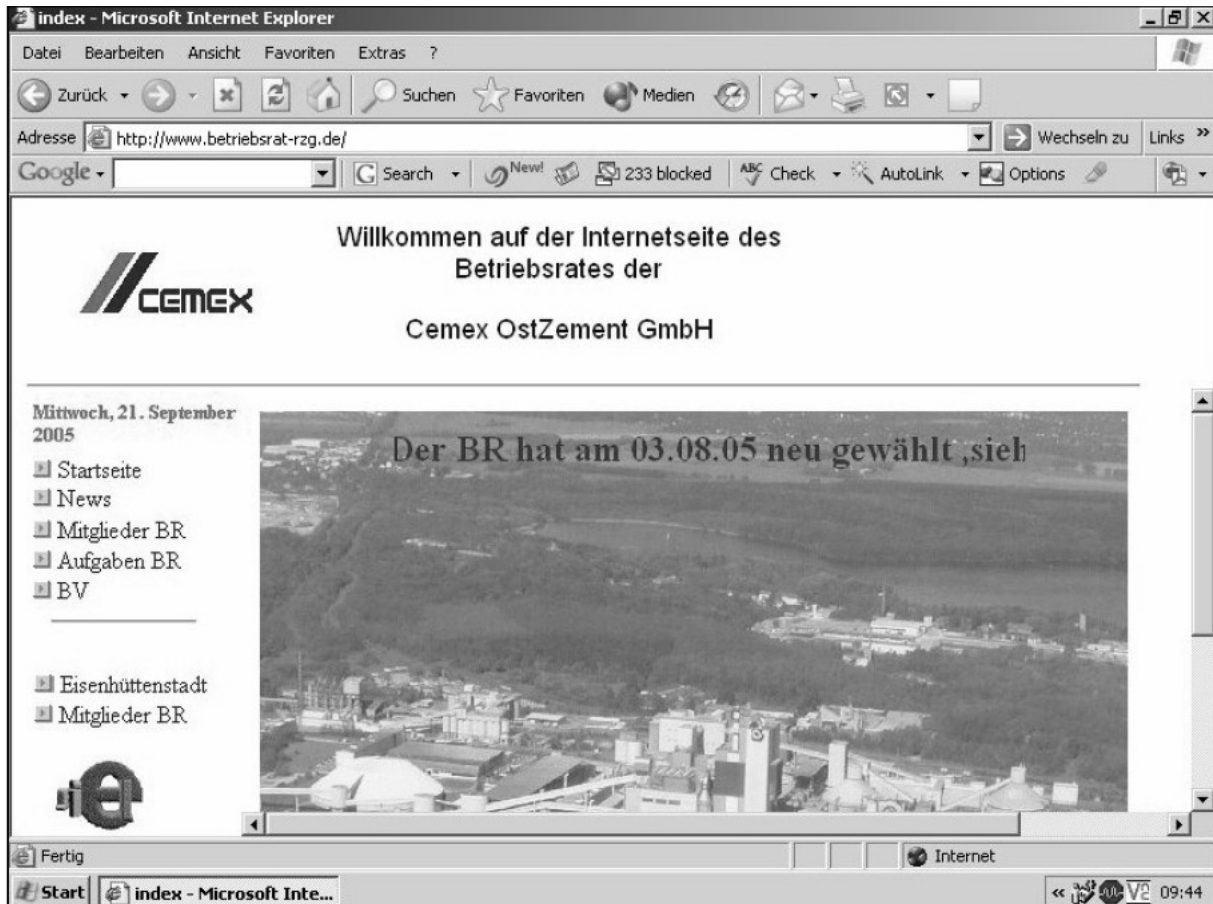 index - Microsoft Internet Explorer
Datei Bearbeiten Ansicht Favoriten Extras ?
Zurück Suchen Favoriten Medien
Adresse http://www.betriebsrat-rzg.de/ Wechseln zu Links »
Google Search New! 233 blocked ABC Check AutoLink Options
Willkommen auf der Internetseite des
Betriebsrates der
CEMEX
Cemex OstZement GmbH
Mittwoch, 21. September
2005
Der BR hat am 03.08.05 neu gewählt ,sieh
Startseite
News
Mitglieder BR
Aufgaben BR
BV
Eisenhüttenstadt
Mitglieder BR
Fertig Internet
Start index - Microsoft Inte... « 09:44